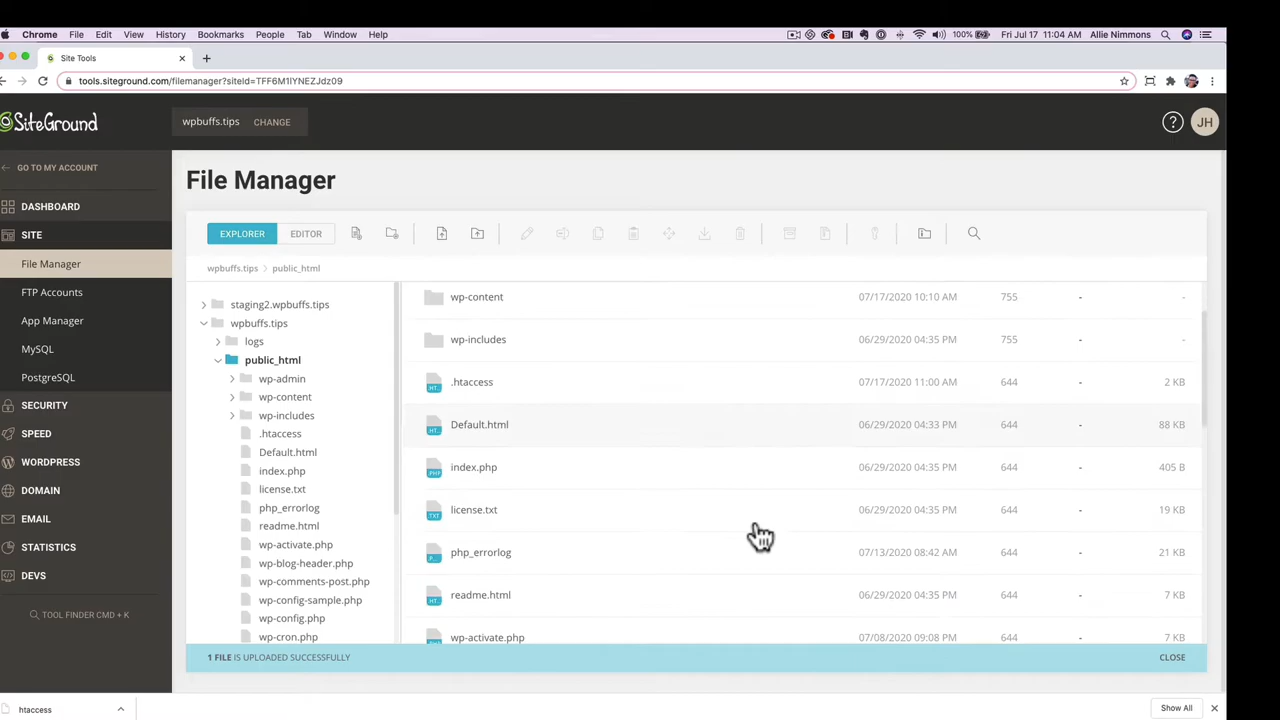 Chrome File Edit View History Bookmarks People Tab Window Help 100% Fri Jul 17 11:04 AM Allie Nimmons
Site Tools
tools.siteground.com/filemanager?siteId=TFF6M1lYNEZJdz09
SiteGround wpbuffs.tips CHANGE JH
GO TO MY ACCOUNT
DASHBOARD
SITE
File Manager
FTP Accounts
App Manager
MySQL
PostgreSQL
SECURITY
SPEED
WORDPRESS
DOMAIN
EMAIL
STATISTICS
DEVS
TOOL FINDER CMD + K
File Manager
EXPLORER EDITOR
wpbuffs.tips > public_html
staging2.wpbuffs.tips
wpbuffs.tips
logs
public_html
wp-admin
wp-content
wp-includes
.htaccess
Default.html
index.php
license.txt
php_errorlog
readme.html
wp-activate.php
wp-blog-header.php
wp-comments-post.php
wp-config-sample.php
wp-config.php
wp-cron.php
wp-content 07/17/2020 10:10 AM 755 - -
wp-includes 06/29/2020 04:35 PM 755 - -
.htaccess 07/17/2020 11:00 AM 644 - 2 KB
Default.html 06/29/2020 04:33 PM 644 - 88 KB
index.php 06/29/2020 04:35 PM 644 - 405 B
license.txt 06/29/2020 04:35 PM 644 - 19 KB
php_errorlog 07/13/2020 08:42 AM 644 - 21 KB
readme.html 06/29/2020 04:35 PM 644 - 7 KB
wp-activate.php 07/08/2020 09:08 PM 644 - 7 KB
1 FILE IS UPLOADED SUCCESSFULLY CLOSE
htaccess Show All